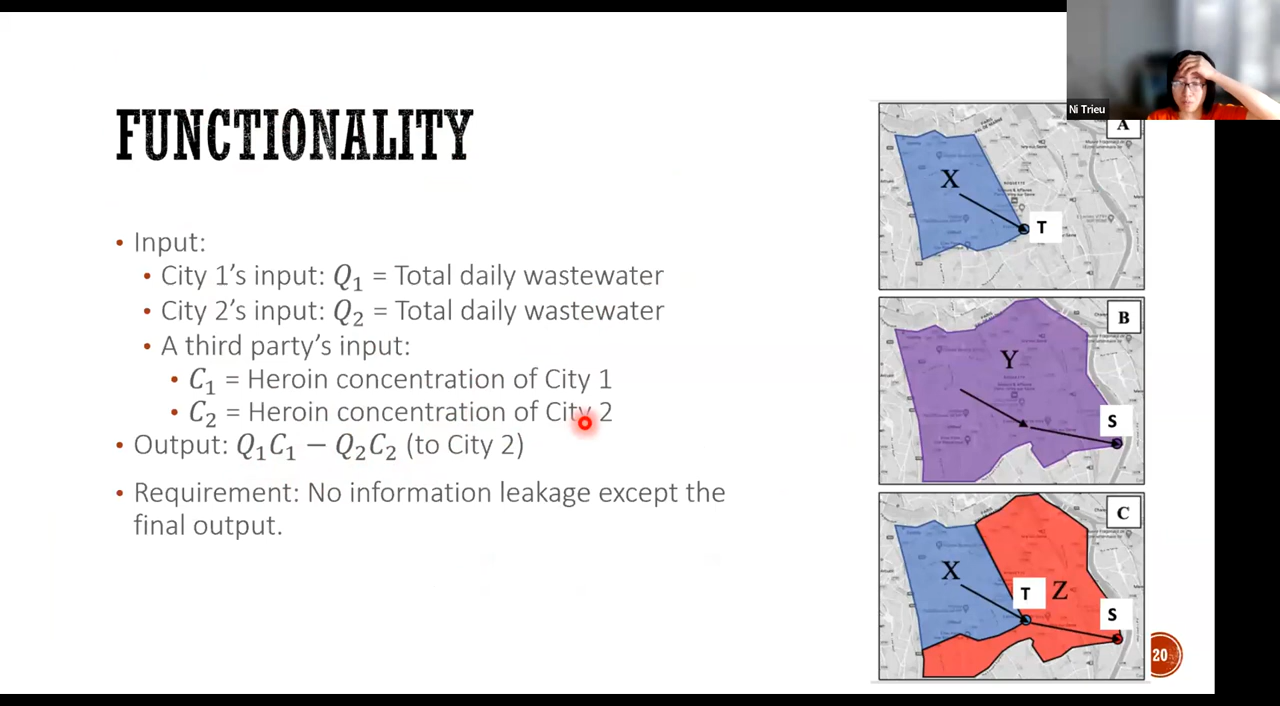 Ni Trieu
FUNCTIONALITY
• Input:
• City 1's input: Q₁ = Total daily wastewater
• City 2's input: Q₂ = Total daily wastewater
• A third party's input:
• C₁ = Heroin concentration of City 1
• C₂ = Heroin concentration of City 2
• Output: Q₁C₁ − Q₂C₂ (to City 2)
• Requirement: No information leakage except the
final output.
A
X
T
B
Y
S
C
X
T
Z
S
20